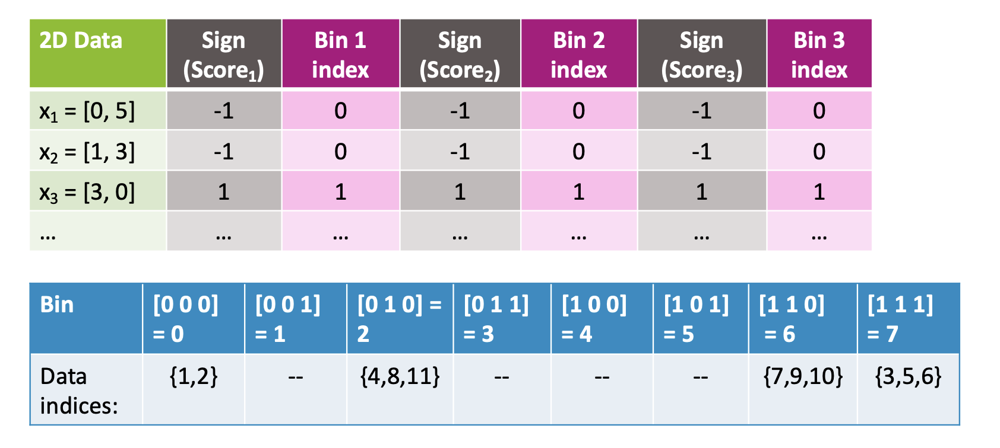 2D Data Sign (Score₁) Bin 1 index Sign (Score₂) Bin 2 index Sign (Score₃) Bin 3 index
x₁ = [0, 5] -1 0 -1 0 -1 0
x₂ = [1, 3] -1 0 -1 0 -1 0
x₃ = [3, 0] 1 1 1 1 1 1
... ... ... ... ... ... ...
Bin [0 0 0] = 0 [0 0 1] = 1 [0 1 0] = 2 [0 1 1] = 3 [1 0 0] = 4 [1 0 1] = 5 [1 1 0] = 6 [1 1 1] = 7
Data indices: {1,2} -- {4,8,11} -- -- -- {7,9,10} {3,5,6}